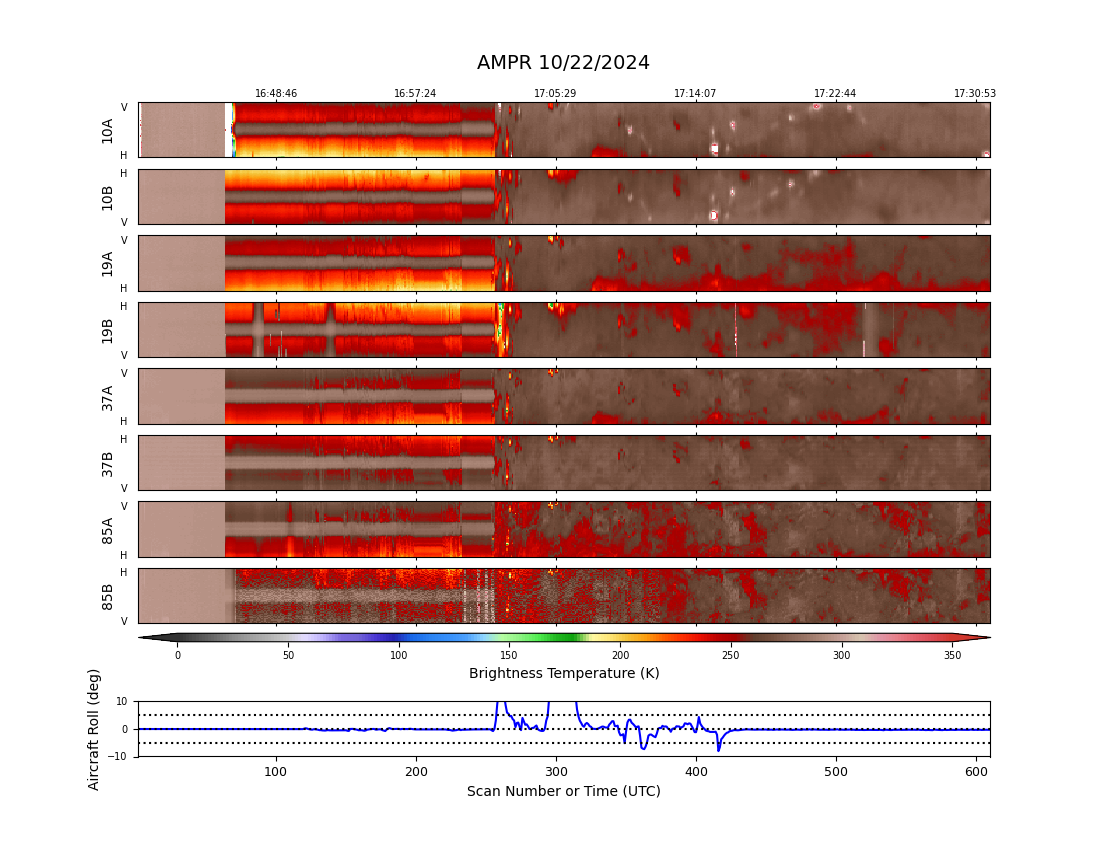 AMPR 10/22/2024
16:48:46 16:57:24 17:05:29 17:14:07 17:22:44 17:30:53
V
10A
H
H
10B
V
V
19A
H
H
19B
V
V
37A
H
H
37B
V
V
85A
H
H
85B
V
0 50 100 150 200 250 300 350
Brightness Temperature (K)
Aircraft Roll (deg)
10
0
−10
100 200 300 400 500 600
Scan Number or Time (UTC)